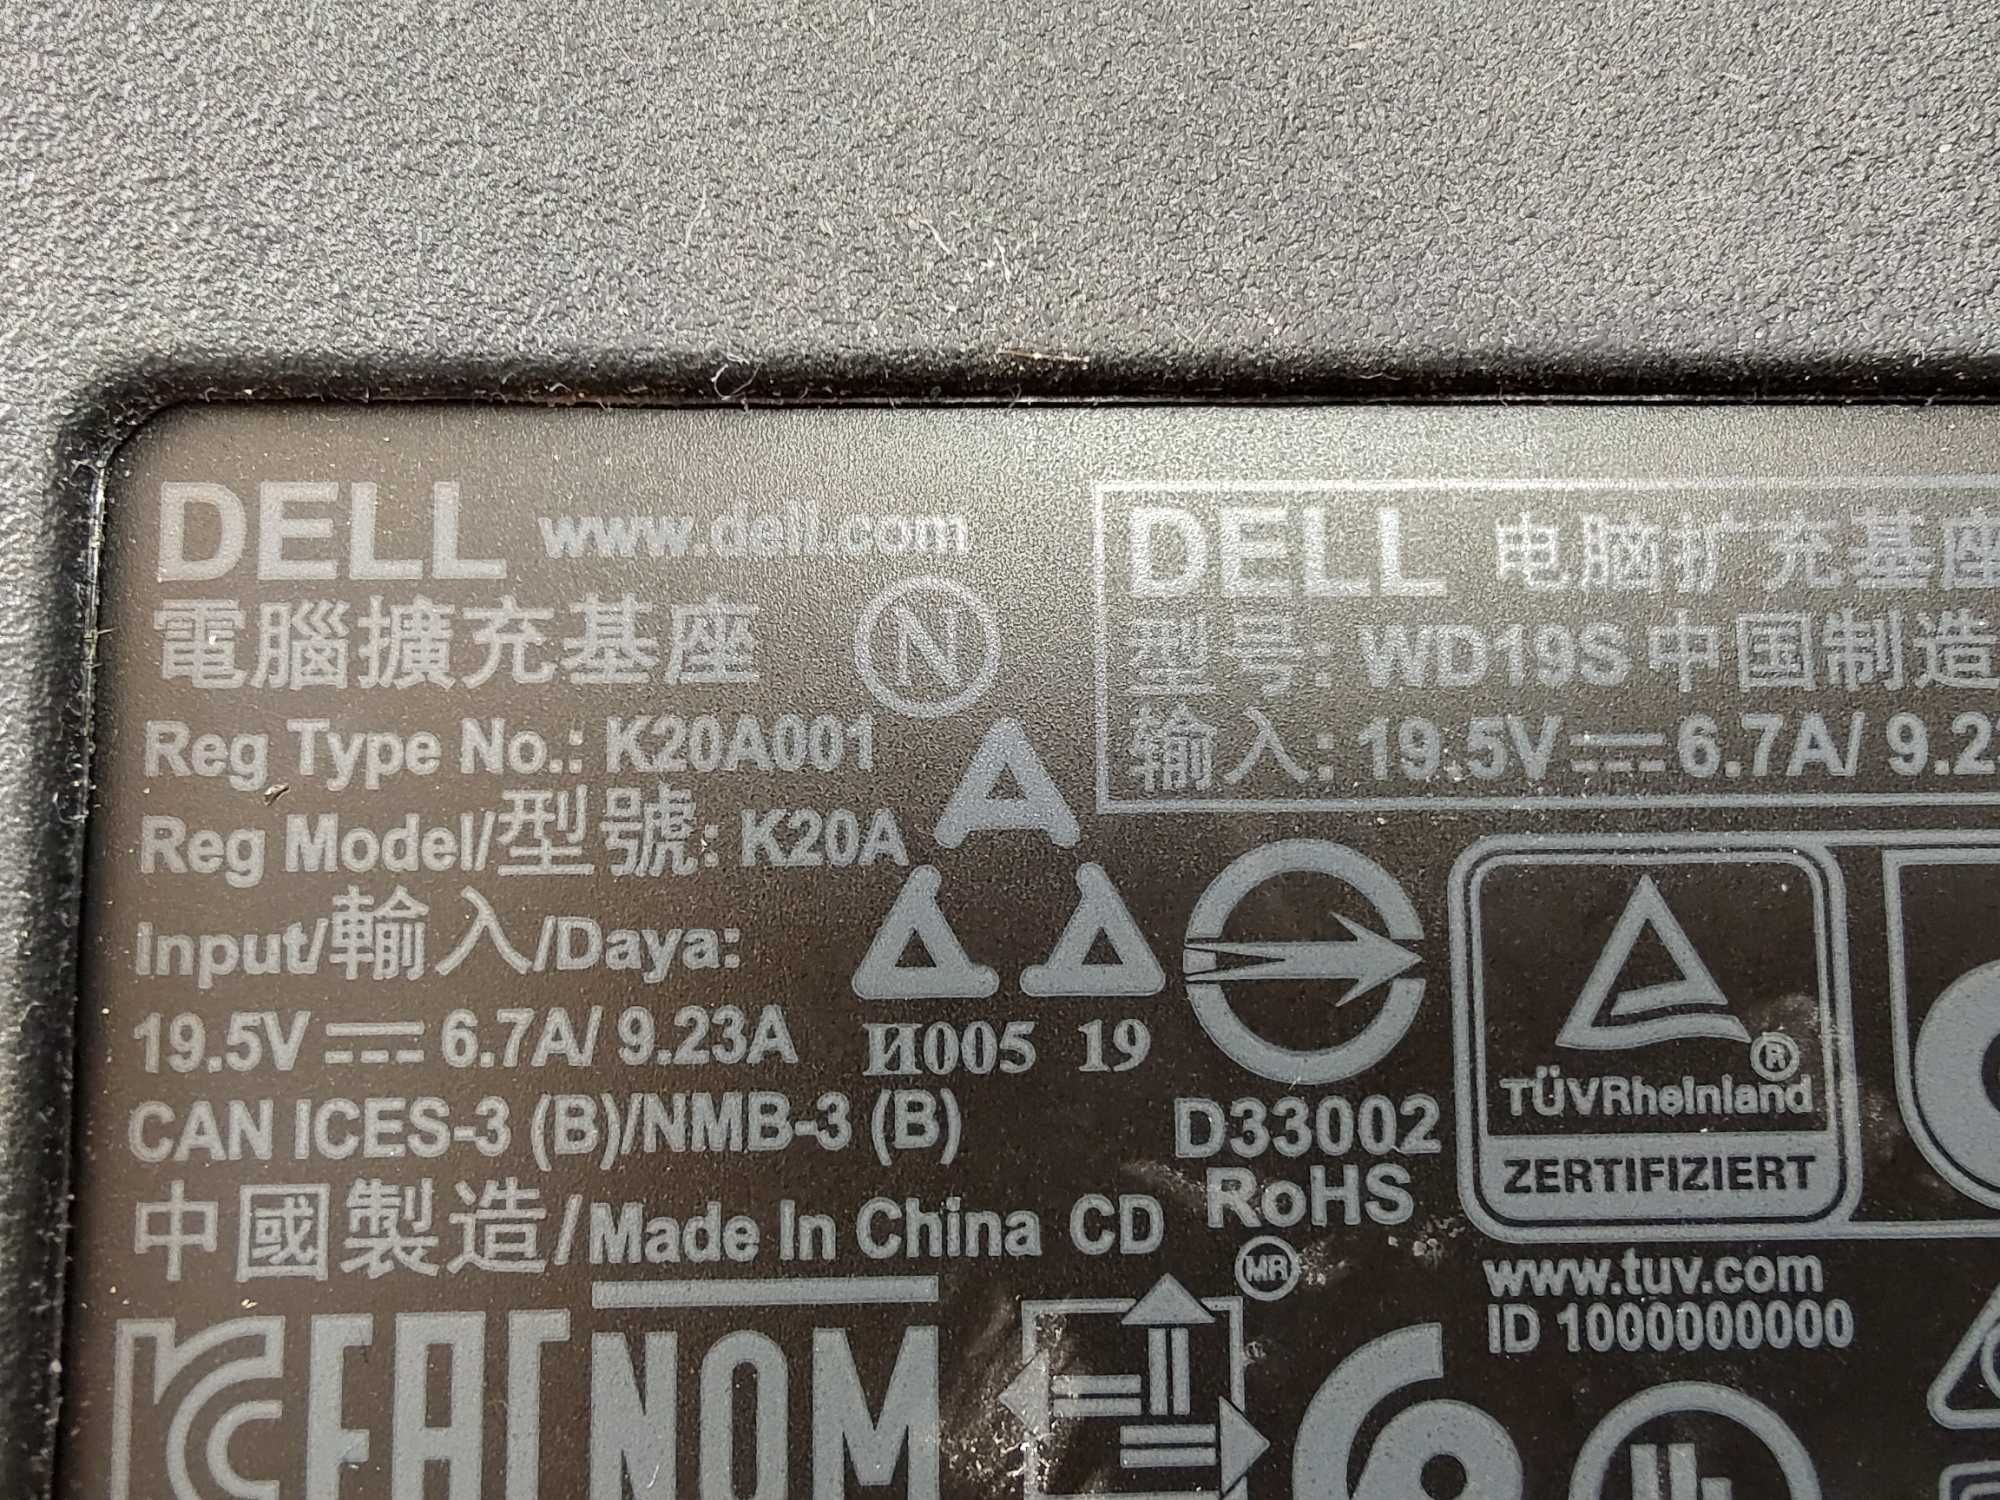 DELL www.dell.com
電腦擴充基座
N
Reg Type No.: K20A001
Reg Model/型號: K20A
Input/輸入/Daya:
19.5V 6.7A/ 9.23A
CAN ICES-3 (B)/NMB-3 (B)
中國製造/Made In China CD
И005 19
DELL 电脑扩充基座
型号: WD19S 中国制造
输入: 19.5V 6.7A/ 9.2
D33002
RoHS
MR
®
TÜVRheinland
ZERTIFIZIERT
www.tuv.com
ID 1000000000
EAC NOM